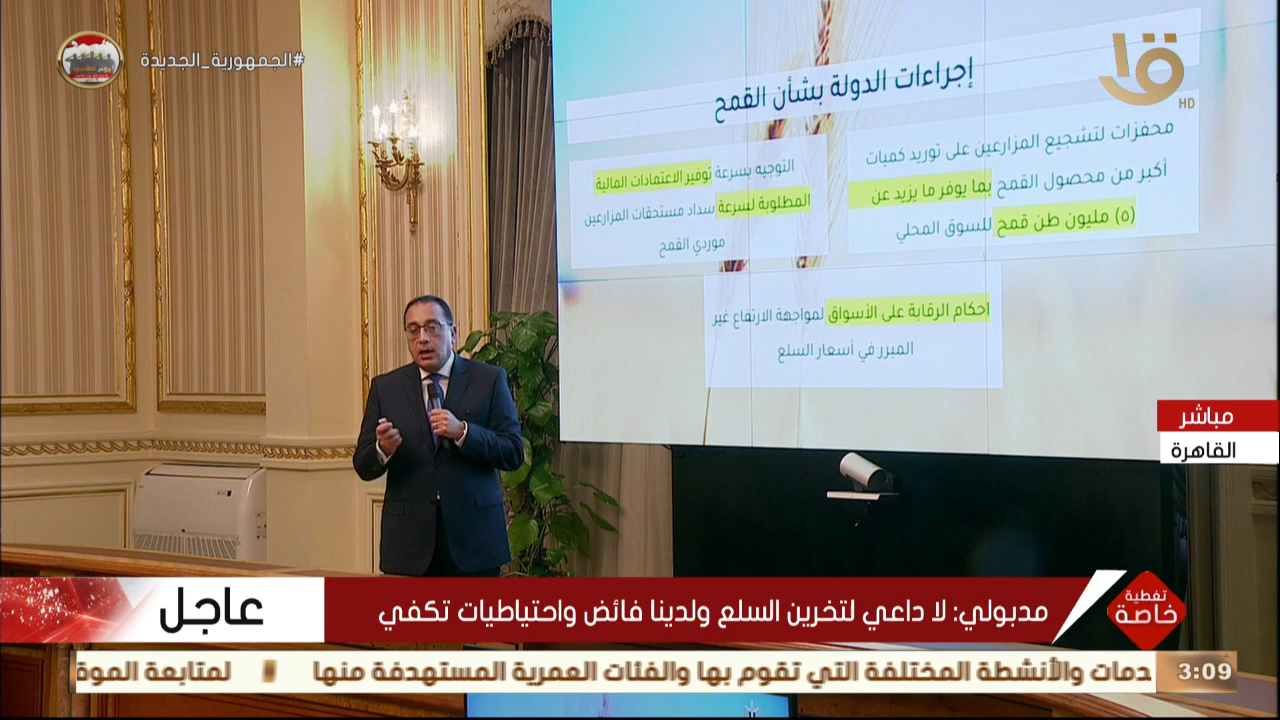 #الجمهورية_الجديدة
HD
إجراءات الدولة بشأن القمح
محفزات لتشجيع المزارعين على توريد كميات
أكبر من محصول القمح بما يوفر ما يزيد عن
(٥) مليون طن قمح للسوق المحلي
التوجيه بسرعة توفير الاعتمادات المالية
المطلوبة لسرعة سداد مستحقات المزارعين
موردي القمح
إحكام الرقابة على الأسواق لمواجهة الارتفاع غير
المبرر في أسعار السلع
مباشر
القاهرة
تغطية
خاصة
مدبولي: لا داعي لتخرين السلع ولدينا فائض واحتياطيات تكفي
عاجل
3:09
دمات والأنشطة المختلفة التي تقوم بها والفئات العمرية المستهدفة منها
لمتابعة الموة